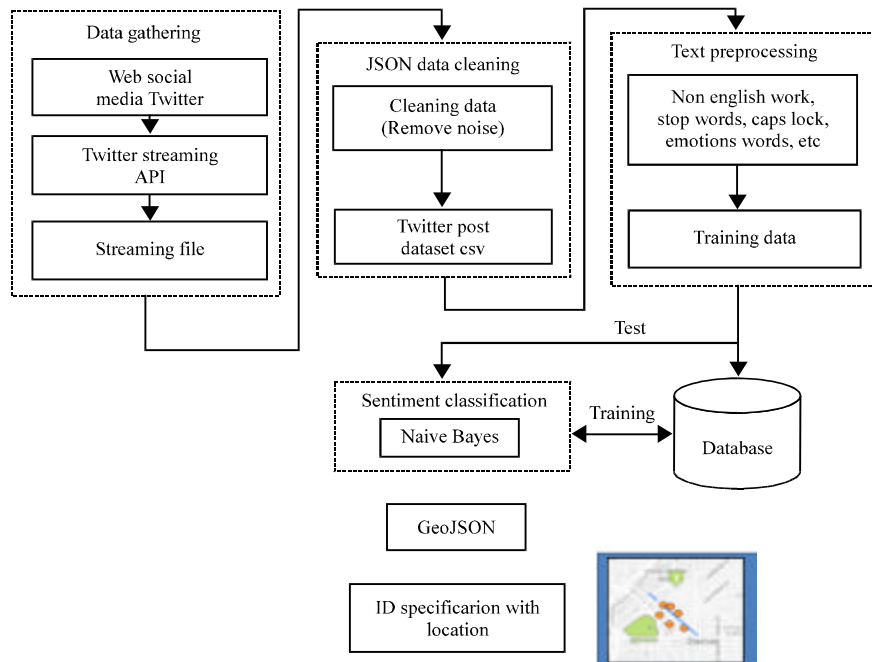 Data gathering
Web social
media Twitter
Twitter streaming
API
Streaming file
JSON data cleaning
Cleaning data
(Remove noise)
Twitter post
dataset csv
Text preprocessing
Non english work,
stop words, caps lock,
emotions words, etc
Training data
Test
Sentiment classification
Naive Bayes
Training
Database
GeoJSON
ID specificarion with
location